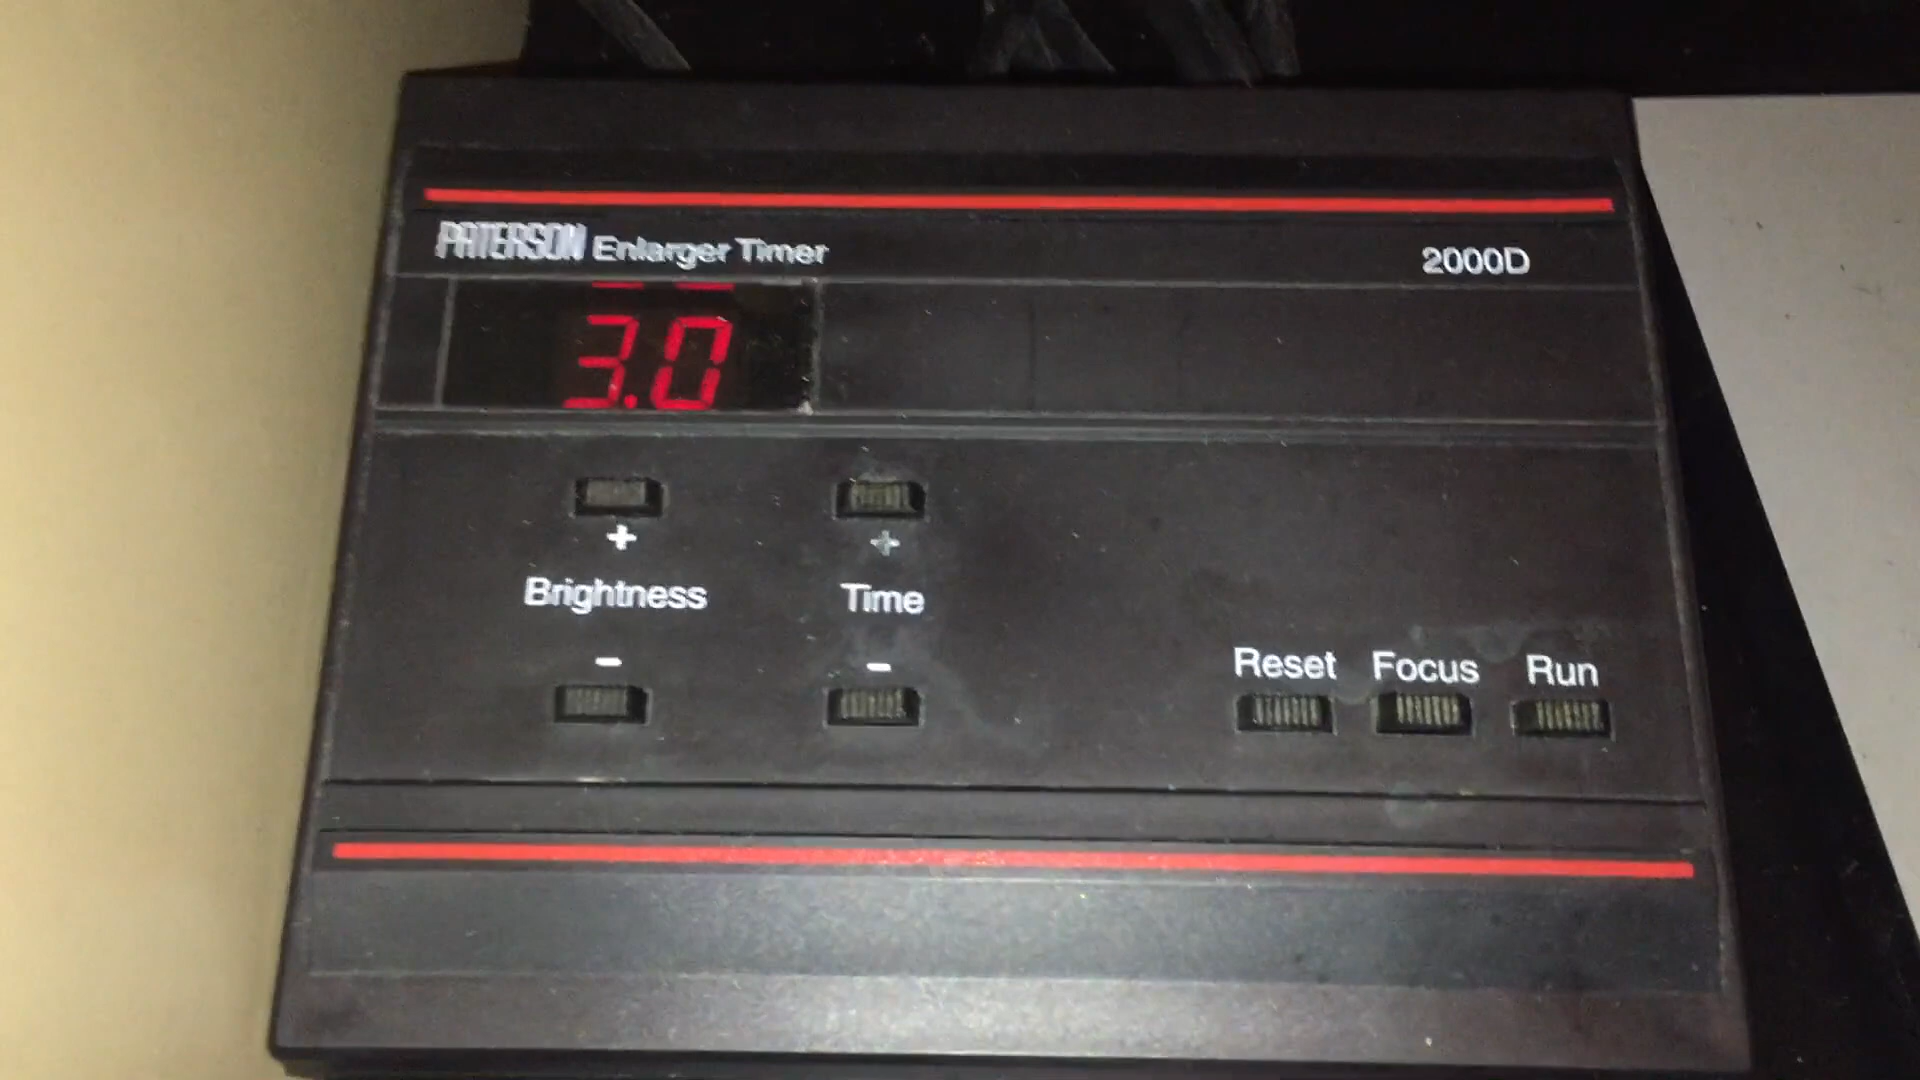 PATERSON Enlarger Timer 2000D
3.0
+ +
Brightness Time
- -
Reset Focus Run